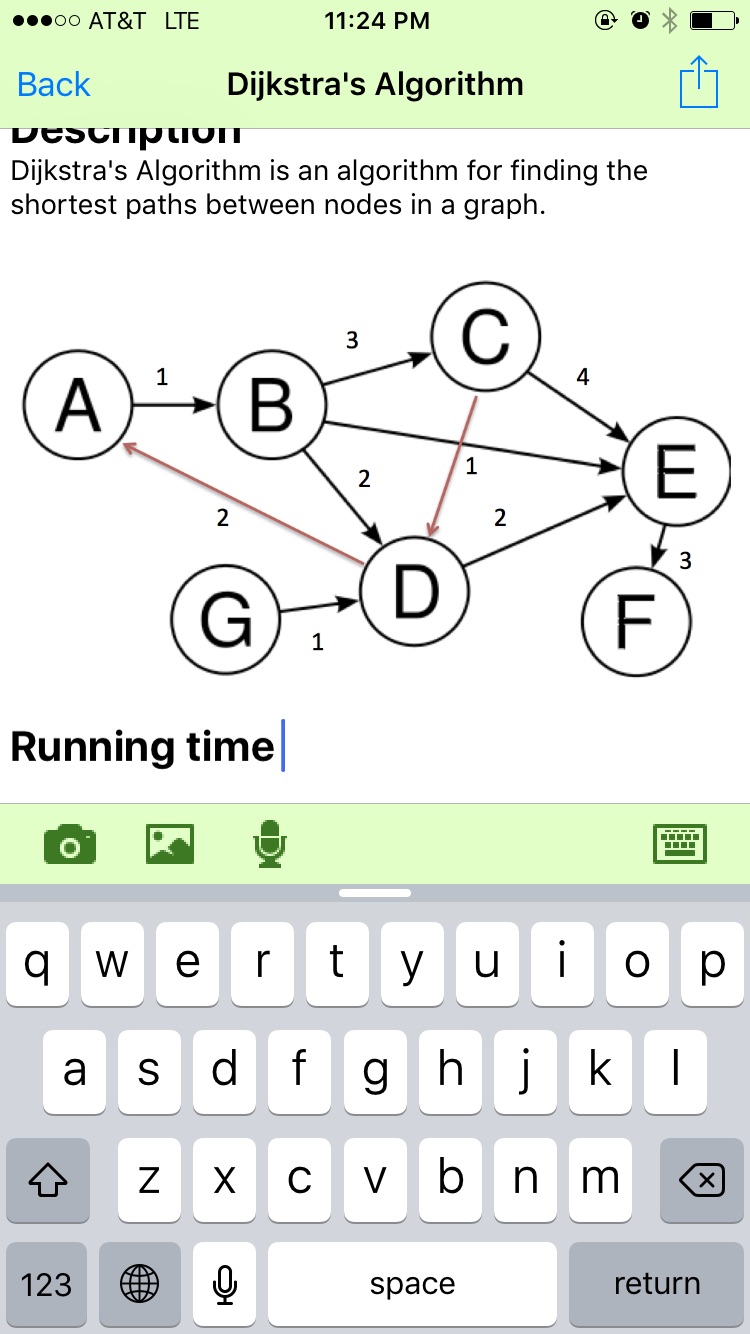 AT&T LTE 11:24 PM
Back Dijkstra's Algorithm
Description
Dijkstra's Algorithm is an algorithm for finding the
shortest paths between nodes in a graph.
C
3
4
1
A
B
E
2
1
2
2
3
D
G
F
1
Running time
q w e r t y u i o p
a s d f g h j k l
z x c v b n m
123 space return